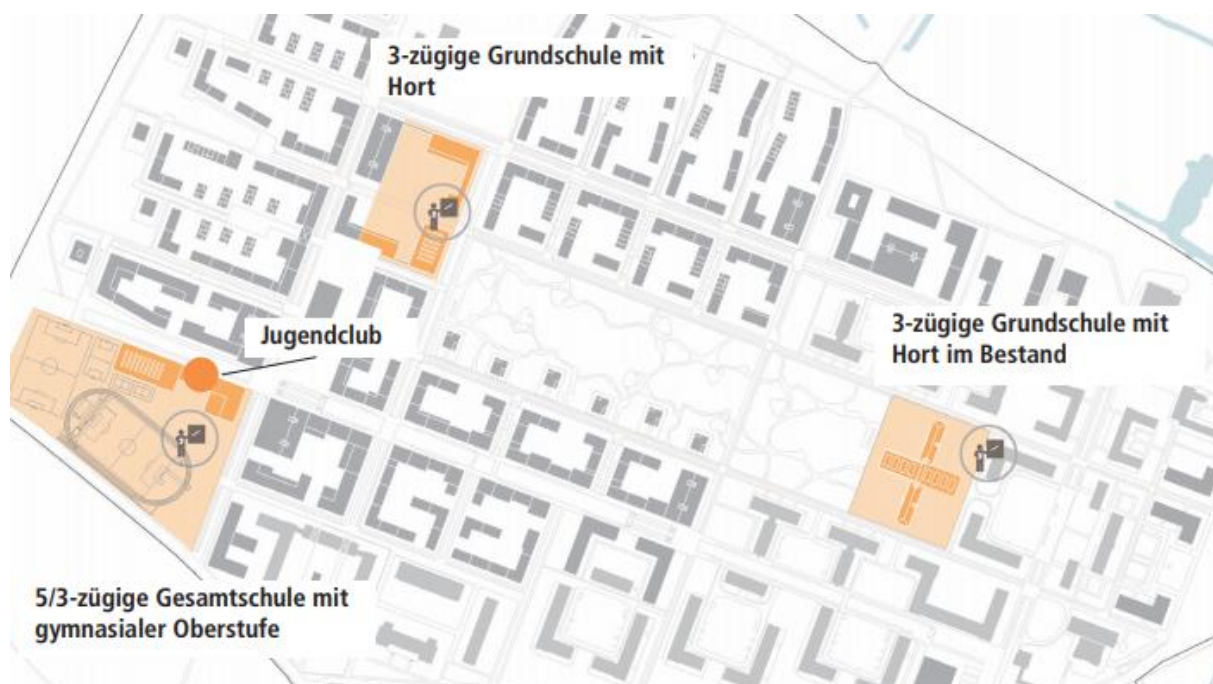 3-zügige Grundschule mit
Hort
Jugendclub
3-zügige Grundschule mit
Hort im Bestand
5/3-zügige Gesamtschule mit
gymnasialer Oberstufe